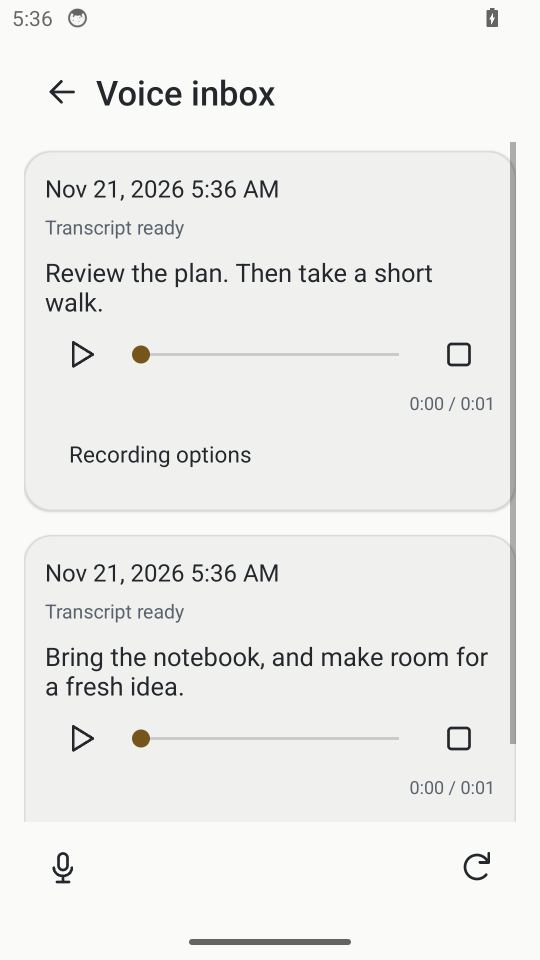 5:36
Voice inbox
Nov 21, 2026 5:36 AM
Transcript ready
Review the plan. Then take a short
walk.
0:00 / 0:01
Recording options
Nov 21, 2026 5:36 AM
Transcript ready
Bring the notebook, and make room for
a fresh idea.
0:00 / 0:01